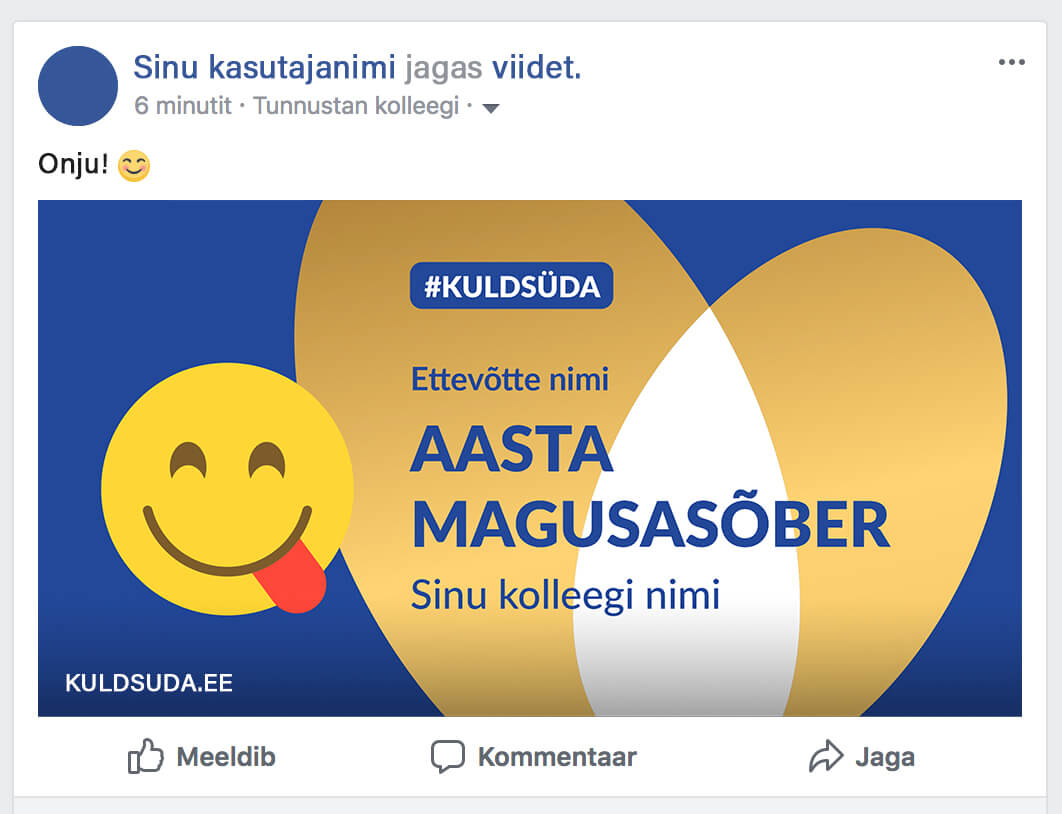 Sinu kasutajanimi jagas viidet.
6 minutit · Tunnustan kolleegi ·
Onju! 😊
#KULDSÜDA
Ettevõtte nimi
AASTA
MAGUSASÕBER
Sinu kolleegi nimi
KULDSUDA.EE
Meeldib
Kommentaar
Jaga